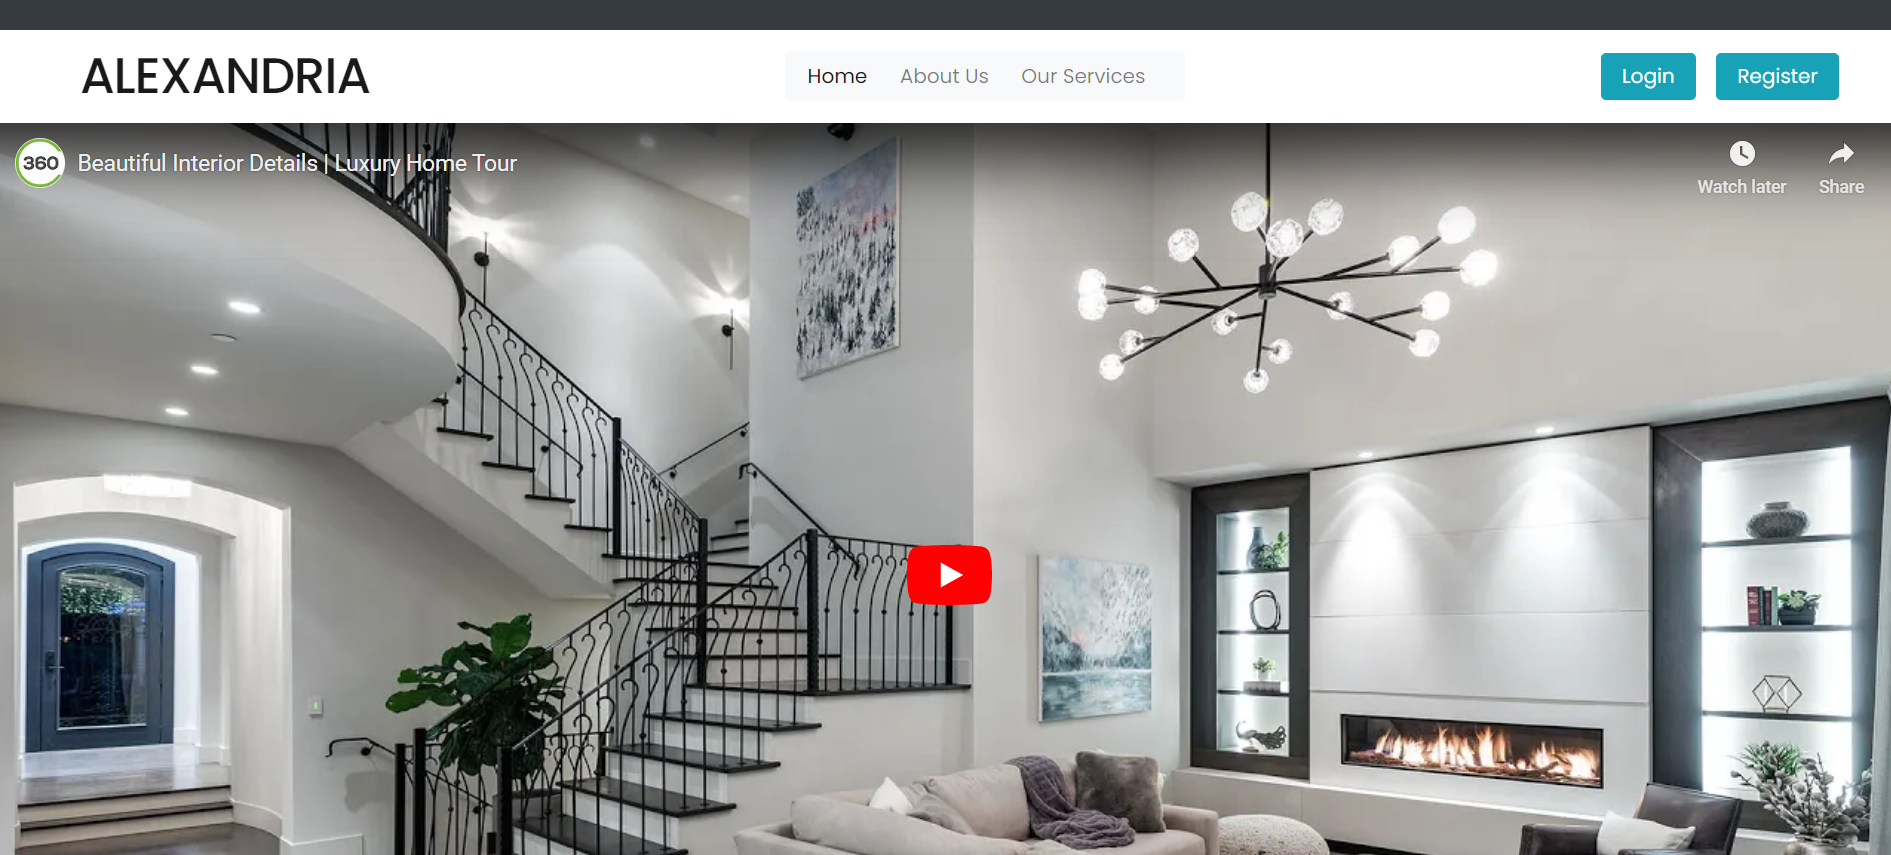 ALEXANDRIA
Home About Us Our Services
Login Register
360 Beautiful Interior Details | Luxury Home Tour
Watch later Share